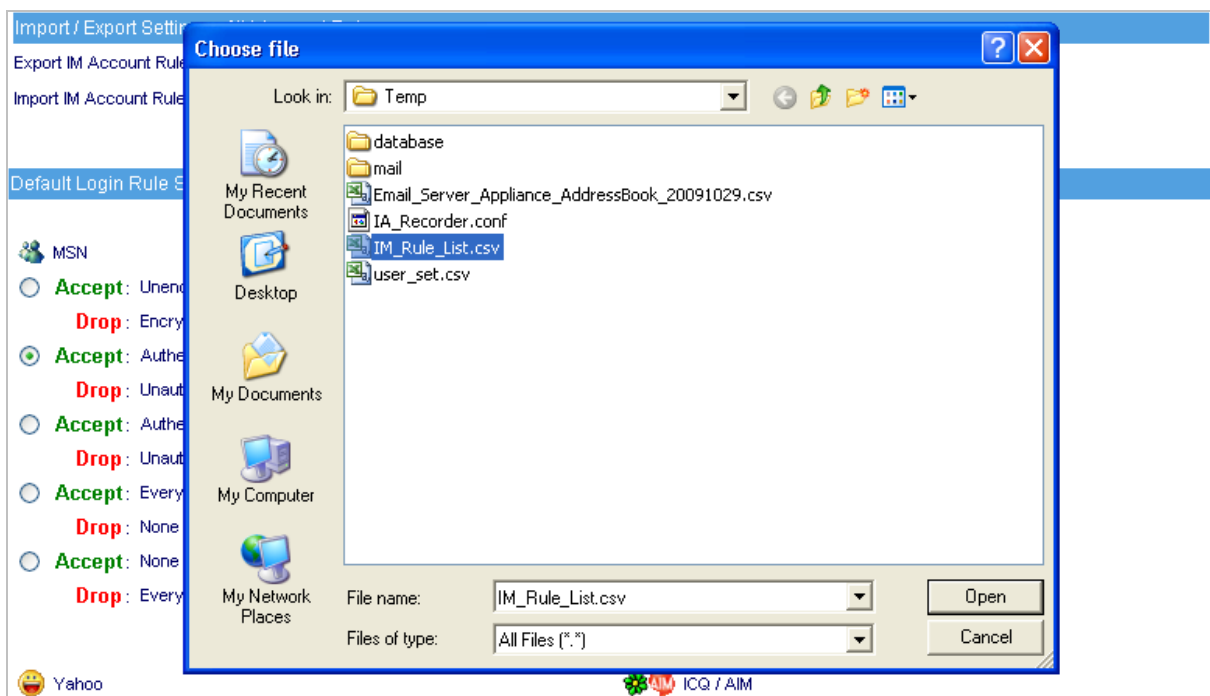 Import / Export Settin
Export IM Account Rule
Import IM Account Rule
Default Login Rule S
MSN
Accept: Unenc
Drop: Encry
Accept: Authe
Drop: Unaut
Accept: Authe
Drop: Unaut
Accept: Every
Drop: None
Accept: None
Drop: Every
Yahoo
AIM ICQ / AIM
Choose file
Look in: Temp
My Recent
Documents
Desktop
My Documents
My Computer
My Network
Places
database
mail
Email_Server_Appliance_AddressBook_20091029.csv
IA_Recorder.conf
IM_Rule_List.csv
user_set.csv
File name: IM_Rule_List.csv Open
Files of type: All Files (*.*) Cancel